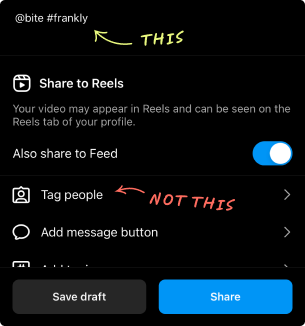 @bite #frankly
THIS
Share to Reels
Your video may appear in Reels and can be seen on the
Reels tab of your profile.
Also share to Feed
Tag people
NOT THIS
Add message button
Save draft
Share